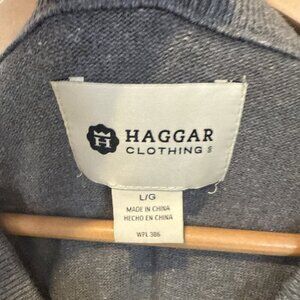 H
HAGGAR
CLOTHING S
L/G
MADE IN CHINA
HECHO EN CHINA
WPL 386